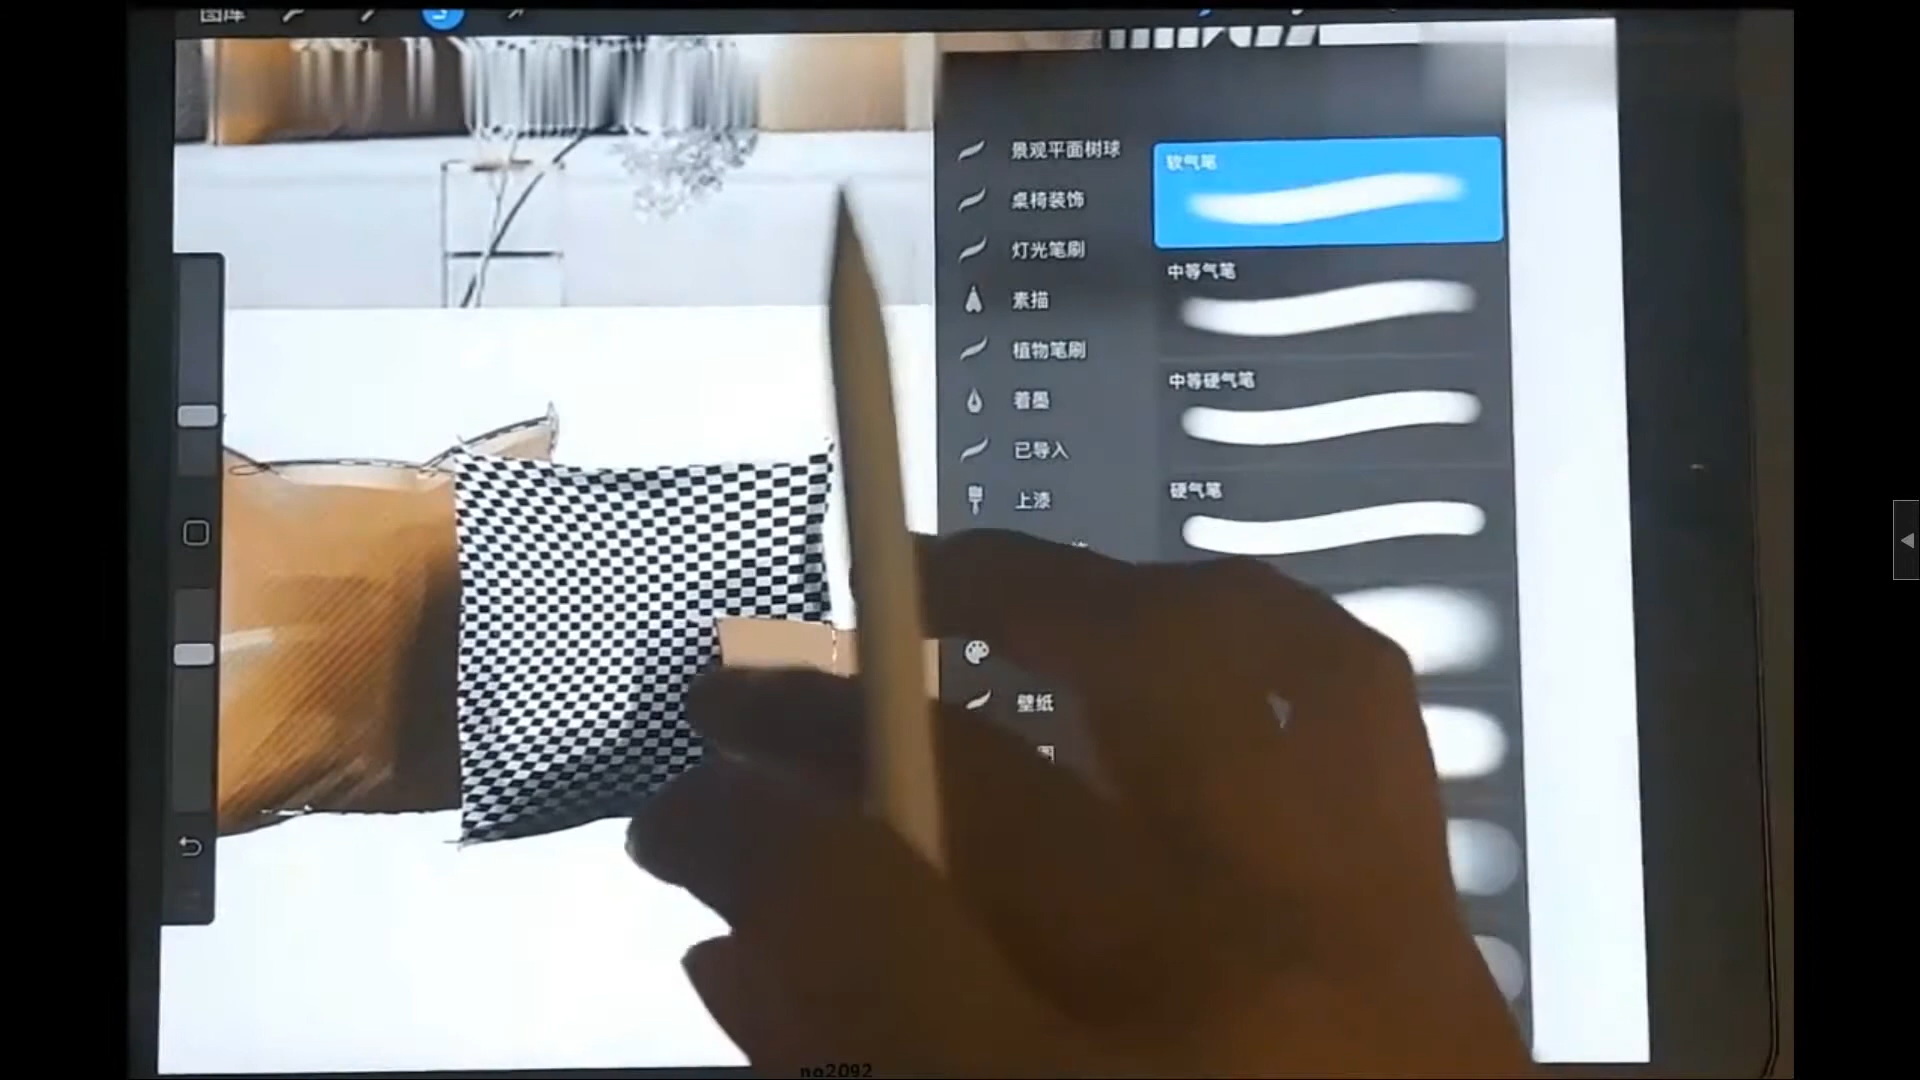 图库
景观平面树球
桌椅装饰
灯光笔刷
素描
植物笔刷
着墨
已导入
上漆
壁纸
软气笔
中等气笔
中等硬气笔
硬气笔
no2092